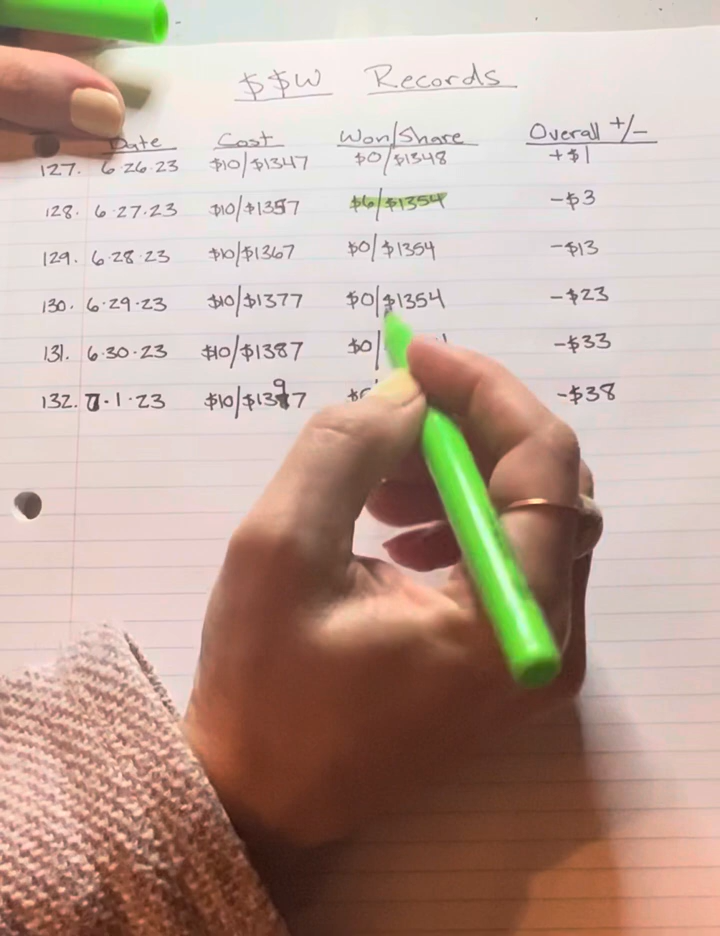 $$W Records
Date Cost Won/Share Overall +/-
127. 6·26·23 $10/$1347 $0/$1348 +$1
128. 6·27·23 $10/$1357 $6/$1354 -$3
129. 6·28·23 $10/$1367 $0/$1354 -$13
130. 6·29·23 $10/$1377 $0/$1354 -$23
131. 6·30·23 $10/$1387 $0/ -$33
132. 7·1·23 $10/$1397 -$38